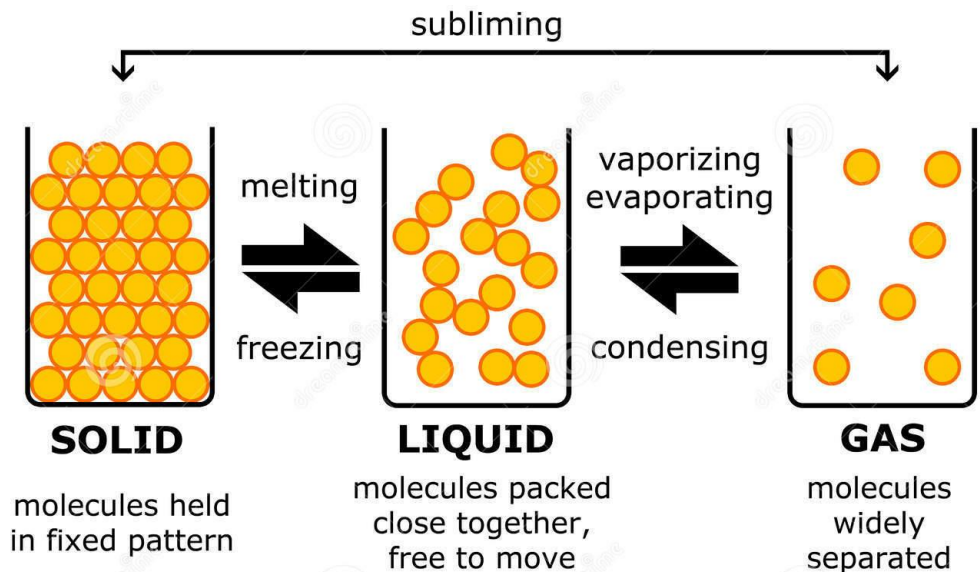 subliming
melting
freezing
vaporizing
evaporating
condensing
SOLID
LIQUID
GAS
molecules held
in fixed pattern
molecules packed
close together,
free to move
molecules
widely
separated